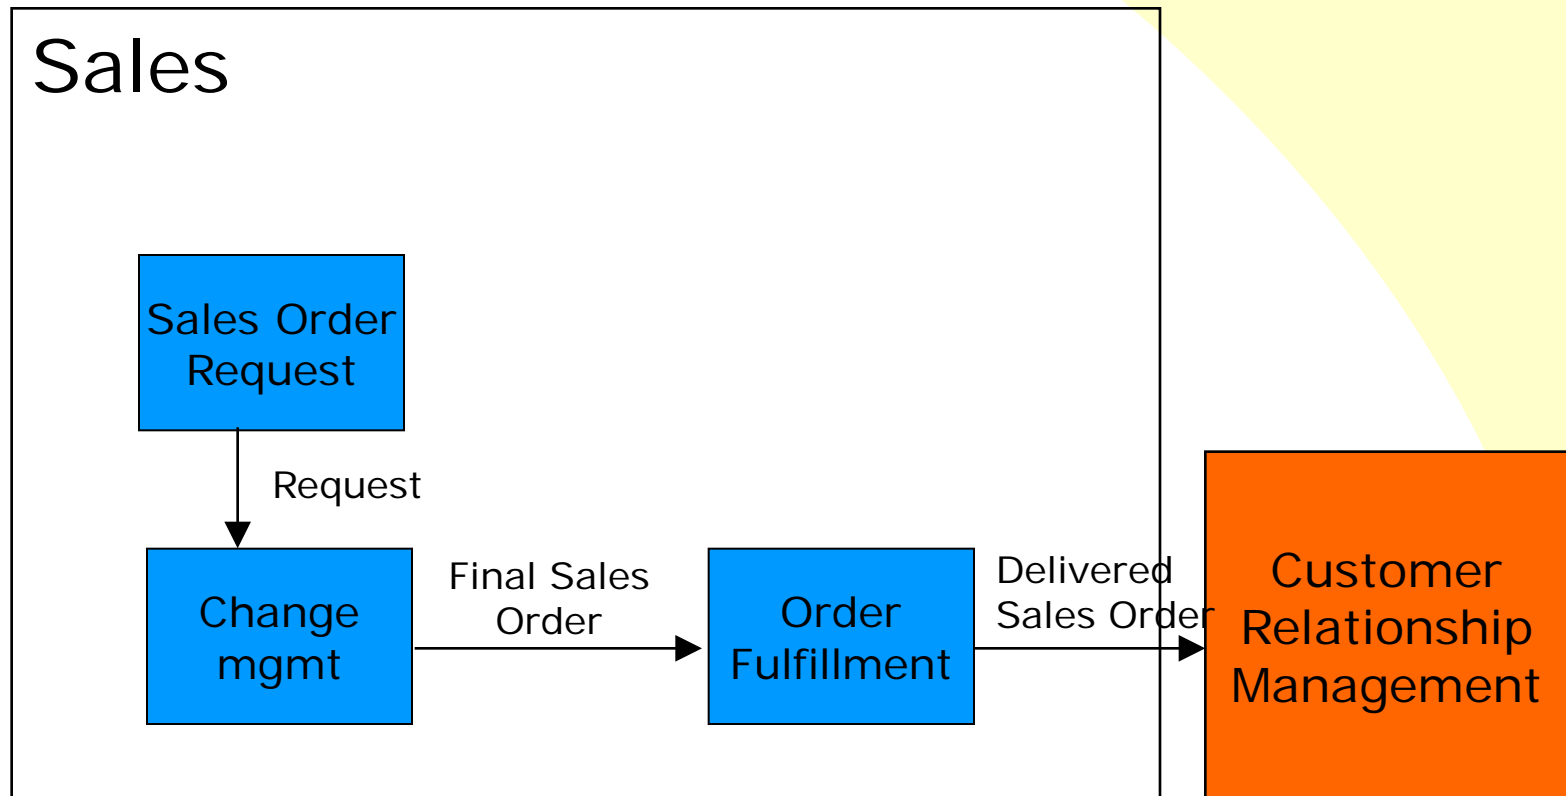 Sales
Sales Order
Request
Request
Change
mgmt
Final Sales
Order
Order
Fulfillment
Delivered
Sales Order
Customer
Relationship
Management